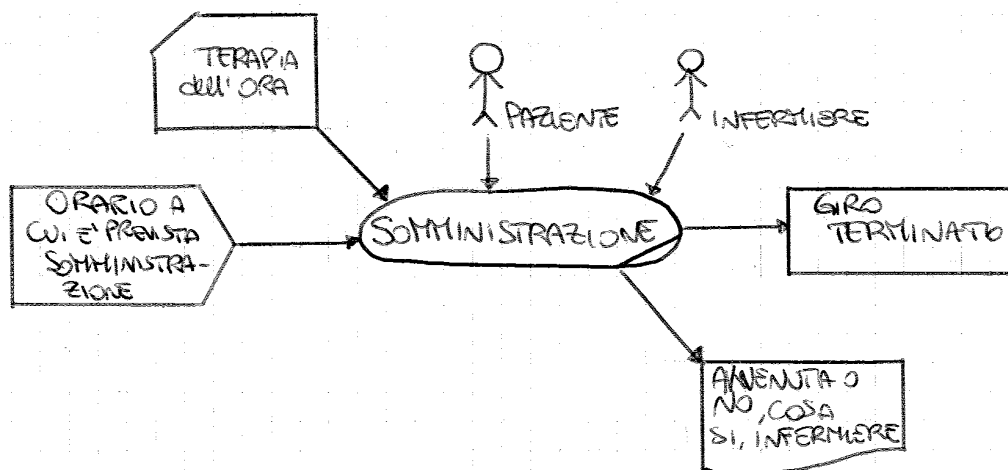 TERAPIA
dell'ORA
PAZIENTE
INFERMIERE
ORARIO A
CUI E' PREVISTA
SOMMINISTRA-
ZIONE
SOMMINISTRAZIONE
GIRO
TERMINATO
AVVENUTA O
NO, COSA
SI, INFERMIERE